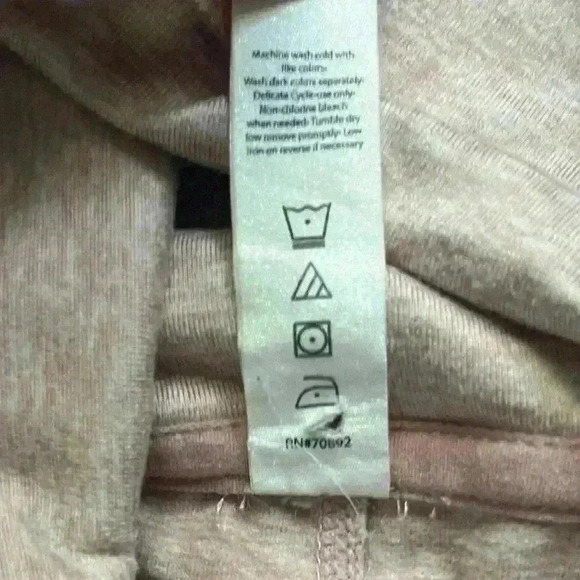 Machine wash cold with
like colors-
Wash dark colors separately-
Delicate Cycle-use only-
Non-chlorine bleach
when needed- Tumble dry
low remove promptly- Low
iron on reverse if necessary
RN#70692